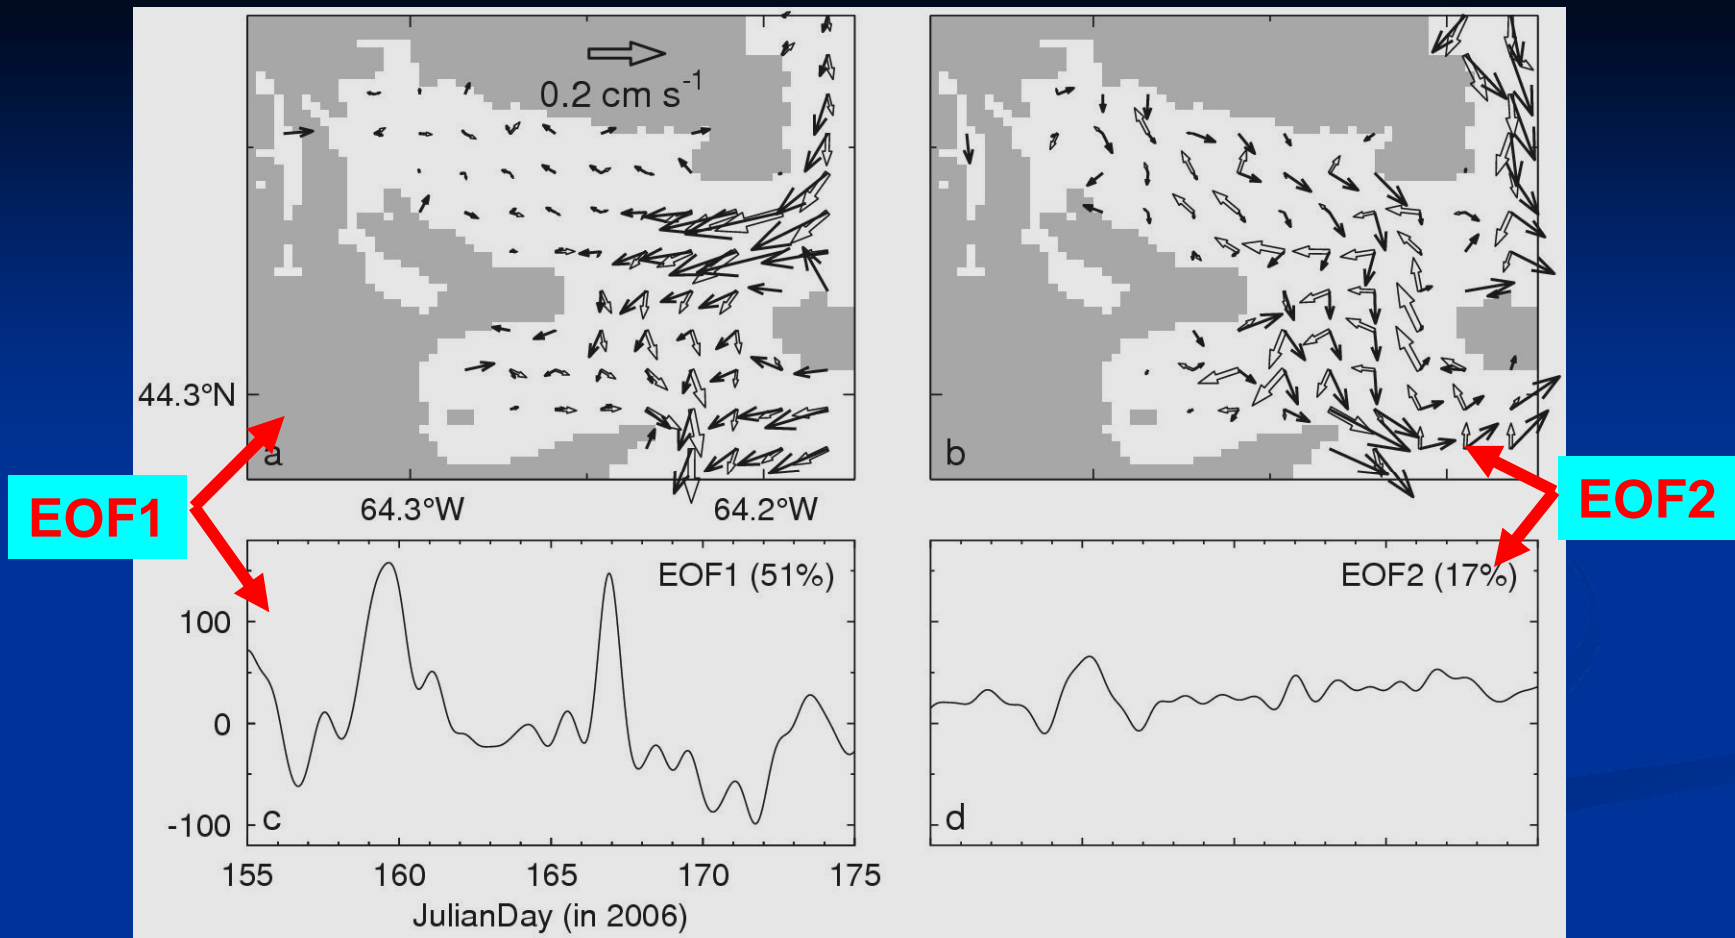 0.2 cm s-1
44.3°N
a
b
EOF1
EOF2
64.3°W
64.2°W
EOF1 (51%)
EOF2 (17%)
100
0
-100
c
d
155
160
165
170
175
JulianDay (in 2006)